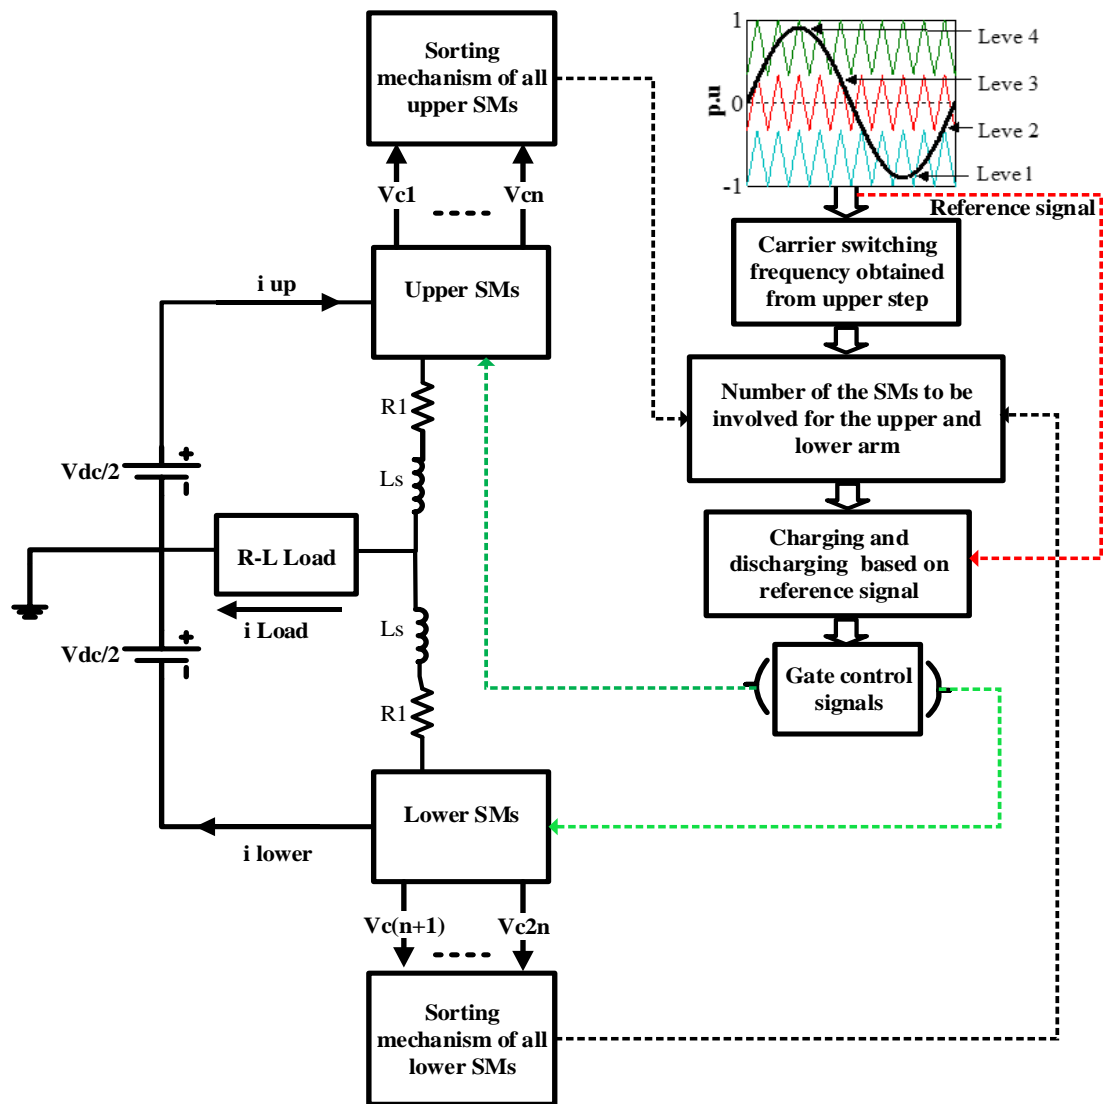 Sorting
mechanism of all
upper SMs
Vc1
Vcn
Upper SMs
i up
R1
Ls
Vdc/2
+
R-L Load
i Load
Ls
Vdc/2
+
R1
Lower SMs
i lower
Vc(n+1)
Vc2n
Sorting
mechanism of all
lower SMs
1
p.u
0
-1
Leve 4
Leve 3
Leve 2
Leve1
Reference signal
Carrier switching
frequency obtained
from upper step
Number of the SMs to be
involved for the upper and
lower arm
Charging and
discharging based on
reference signal
Gate control
signals